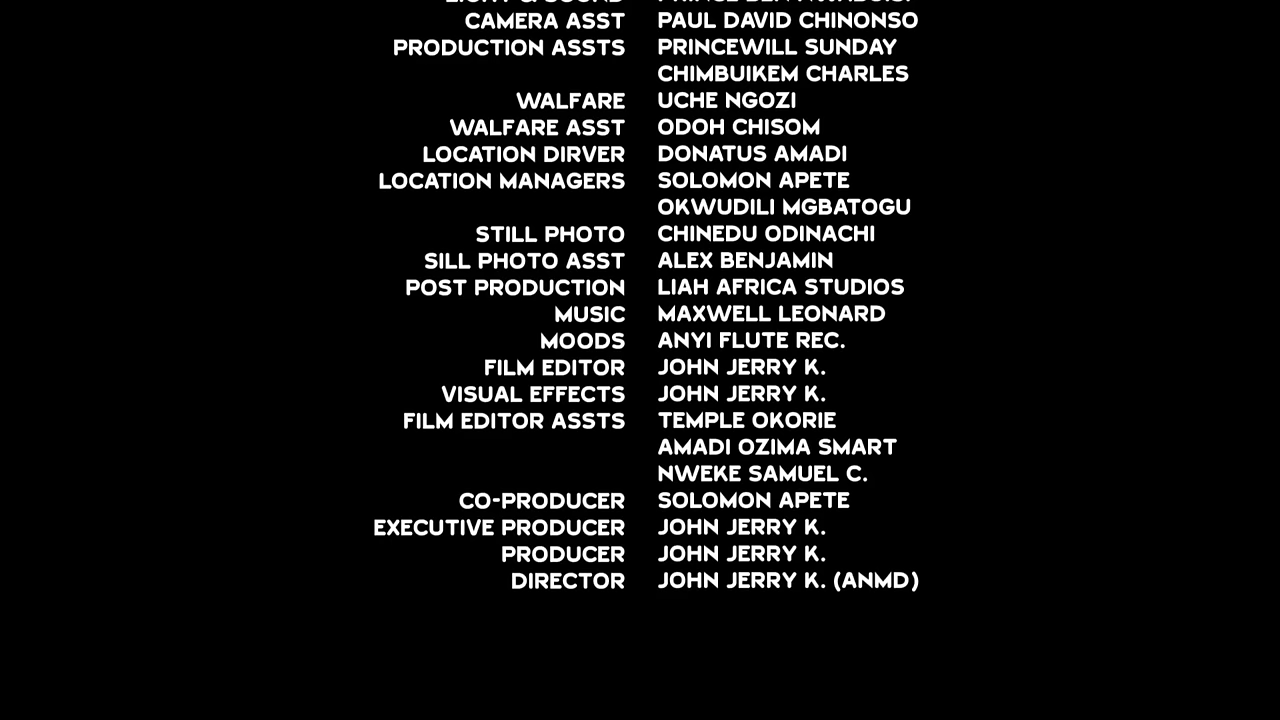 CAMERA ASST PAUL DAVID CHINONSO
PRODUCTION ASSTS PRINCEWILL SUNDAY
CHIMBUIKEM CHARLES
WALFARE UCHE NGOZI
WALFARE ASST ODOH CHISOM
LOCATION DIRVER DONATUS AMADI
LOCATION MANAGERS SOLOMON APETE
OKWUDILI MGBATOGU
STILL PHOTO CHINEDU ODINACHI
SILL PHOTO ASST ALEX BENJAMIN
POST PRODUCTION LIAH AFRICA STUDIOS
MUSIC MAXWELL LEONARD
MOODS ANYI FLUTE REC.
FILM EDITOR JOHN JERRY K.
VISUAL EFFECTS JOHN JERRY K.
FILM EDITOR ASSTS TEMPLE OKORIE
AMADI OZIMA SMART
NWEKE SAMUEL C.
CO-PRODUCER SOLOMON APETE
EXECUTIVE PRODUCER JOHN JERRY K.
PRODUCER JOHN JERRY K.
DIRECTOR JOHN JERRY K. (ANMD)